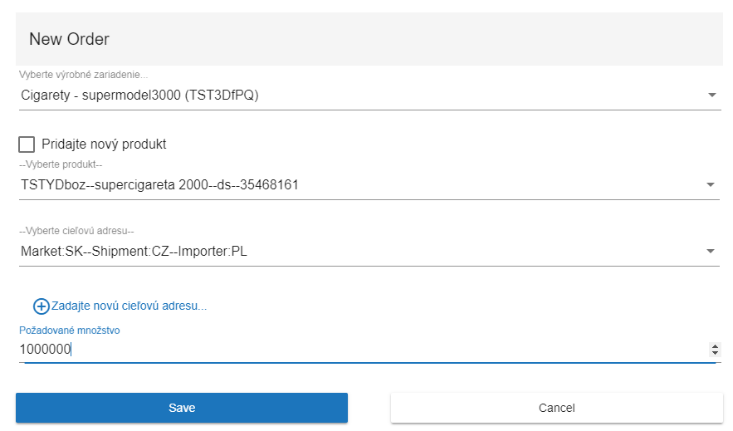 New Order
Vyberte výrobné zariadenie...
Cigarety - supermodel3000 (TST3DfPQ)
Pridajte nový produkt
--Vyberte produkt--
TSTYDboz--supercigareta 2000--ds--35468161
--Vyberte cieľovú adresu--
Market:SK--Shipment:CZ--Importer:PL
Zadajte novú cieľovú adresu...
Požadované množstvo
1000000
Save Cancel